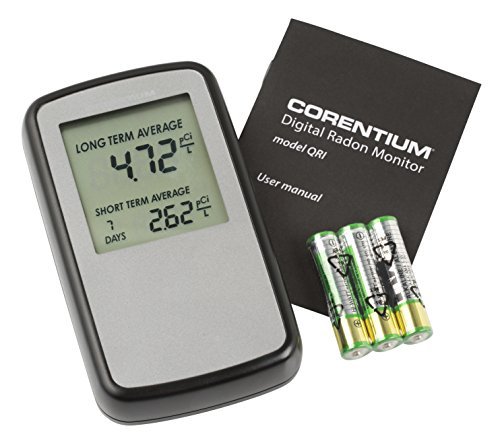 LONG TERM AVERAGE
4.72 pCi/L
SHORT TERM AVERAGE
7 DAYS 2.62 pCi/L
CORENTIUM®
Digital Radon Monitor
model QRI
User manual